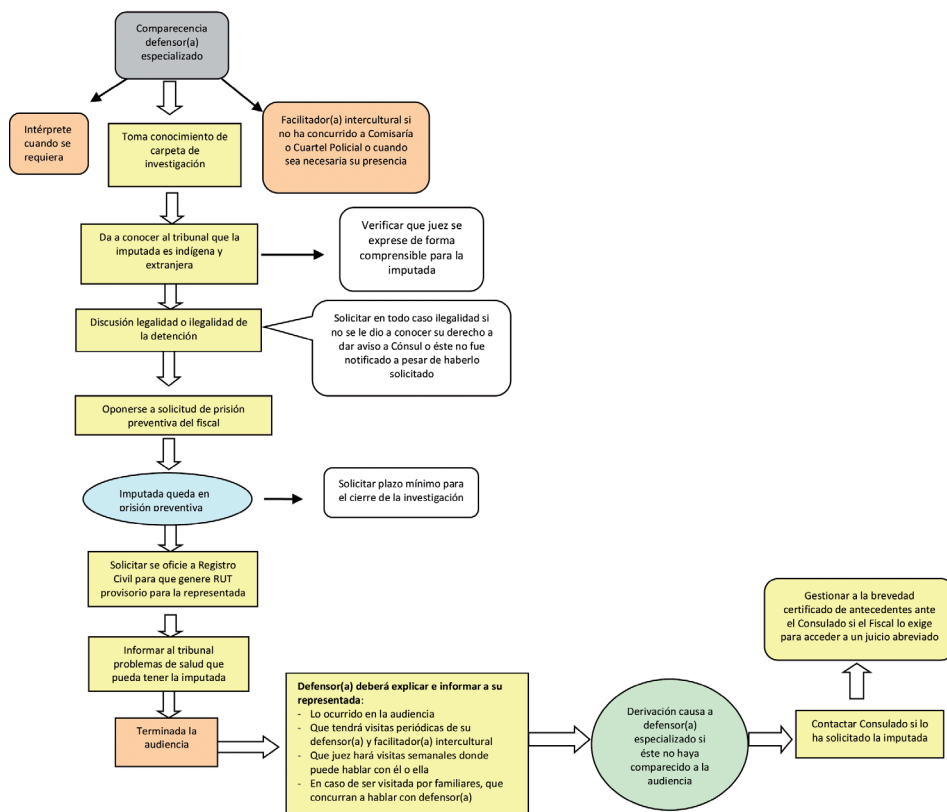 Comparecencia
defensor(a)
especializado
Intérprete
cuando se
requiera
Toma conocimiento de
carpeta de
investigación
Facilitador(a) intercultural si
no ha concurrido a Comisaría
o Cuartel Policial o cuando
sea necesaria su presencia
Da a conocer al tribunal que la
imputada es indígena y
extranjera
Verificar que juez se
exprese de forma
comprensible para la
imputada
Discusión legalidad o ilegalidad de
la detención
Solicitar en todo caso ilegalidad si
no se le dio a conocer su derecho a
dar aviso a Cónsul o éste no fue
notificado a pesar de haberlo
solicitado
Oponerse a solicitud de prisión
preventiva del fiscal
Imputada queda en
prisión preventiva
Solicitar plazo mínimo para
el cierre de la investigación
Solicitar se oficie a Registro
Civil para que genere RUT
provisorio para la representada
Informar al tribunal
problemas de salud que
pueda tener la imputada
Terminada la
audiencia
Defensor(a) deberá explicar e informar a su
representada:
- Lo ocurrido en la audiencia
- Que tendrá visitas periódicas de su
defensor(a) y facilitador(a) intercultural
- Que juez hará visitas semanales donde
puede hablar con él o ella
- En caso de ser visitada por familiares, que
concurran a hablar con defensor(a)
Derivación causa a
defensor(a)
especializado si
éste no haya
comparecido a la
audiencia
Contactar Consulado si lo
ha solicitado la imputada
Gestionar a la brevedad
certificado de antecedentes ante
el Consulado si el Fiscal lo exige
para acceder a un juicio abreviado